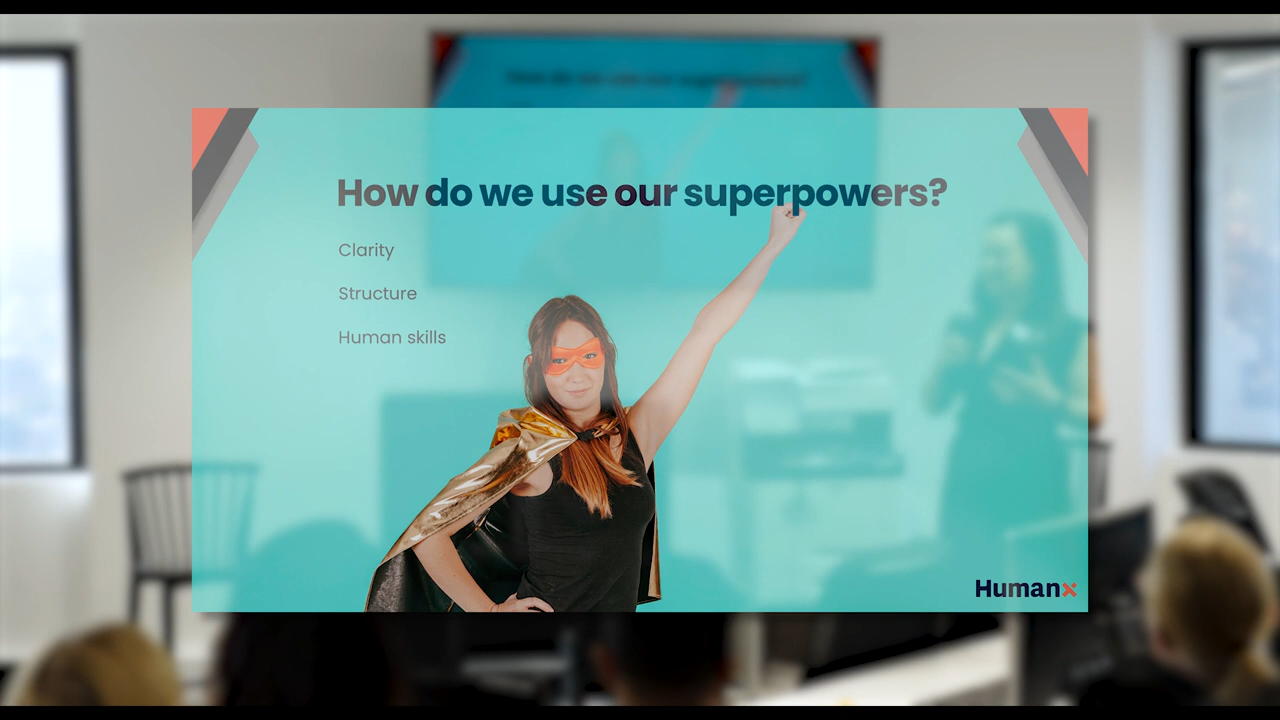 How do we use our superpowers?
Clarity
Structure
Human skills
Humanx